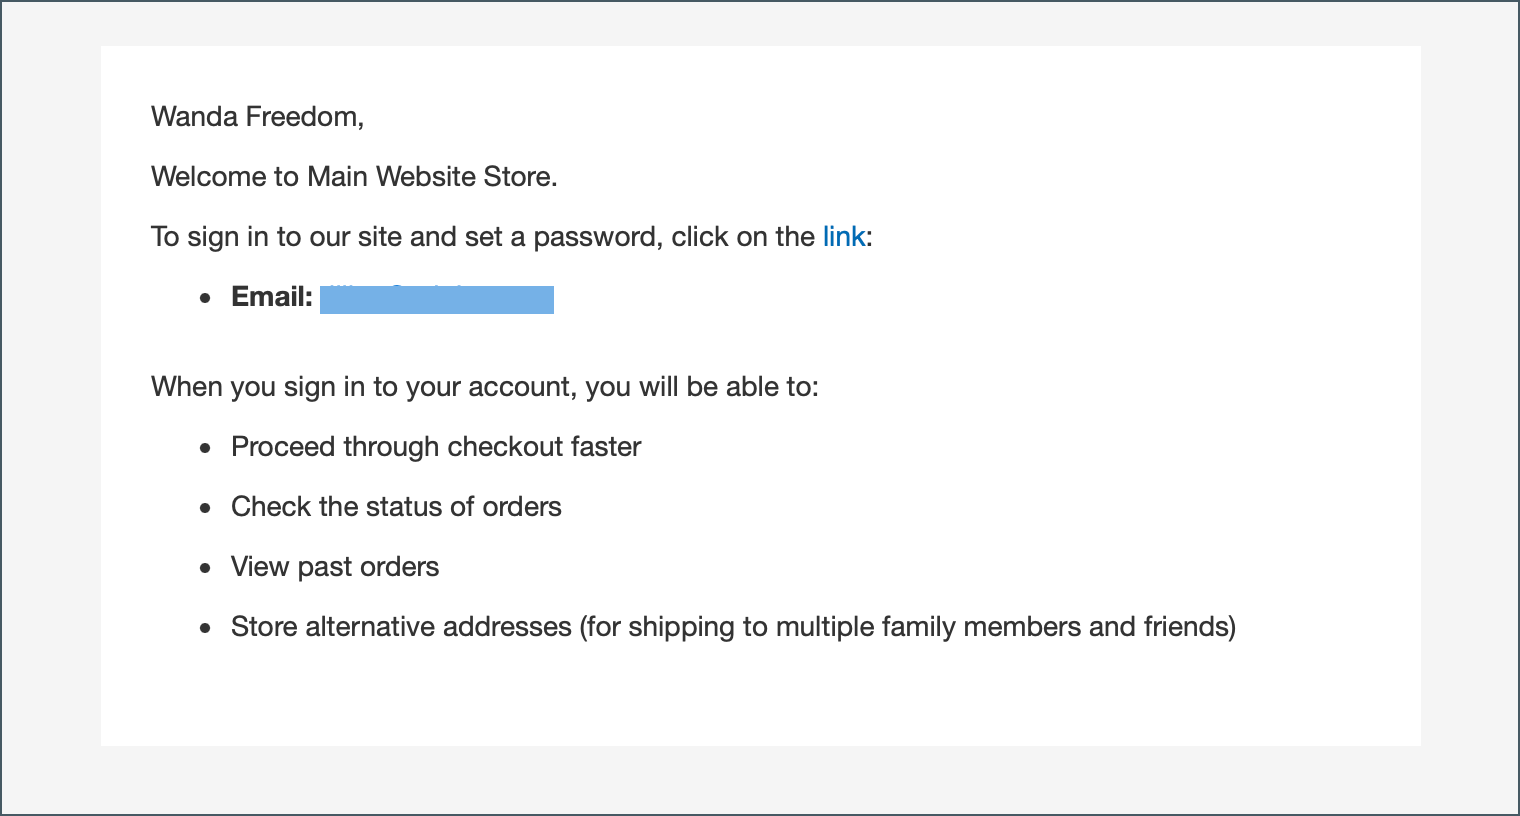 Wanda Freedom,
Welcome to Main Website Store.
To sign in to our site and set a password, click on the link:
• Email:
When you sign in to your account, you will be able to:
• Proceed through checkout faster
• Check the status of orders
• View past orders
• Store alternative addresses (for shipping to multiple family members and friends)